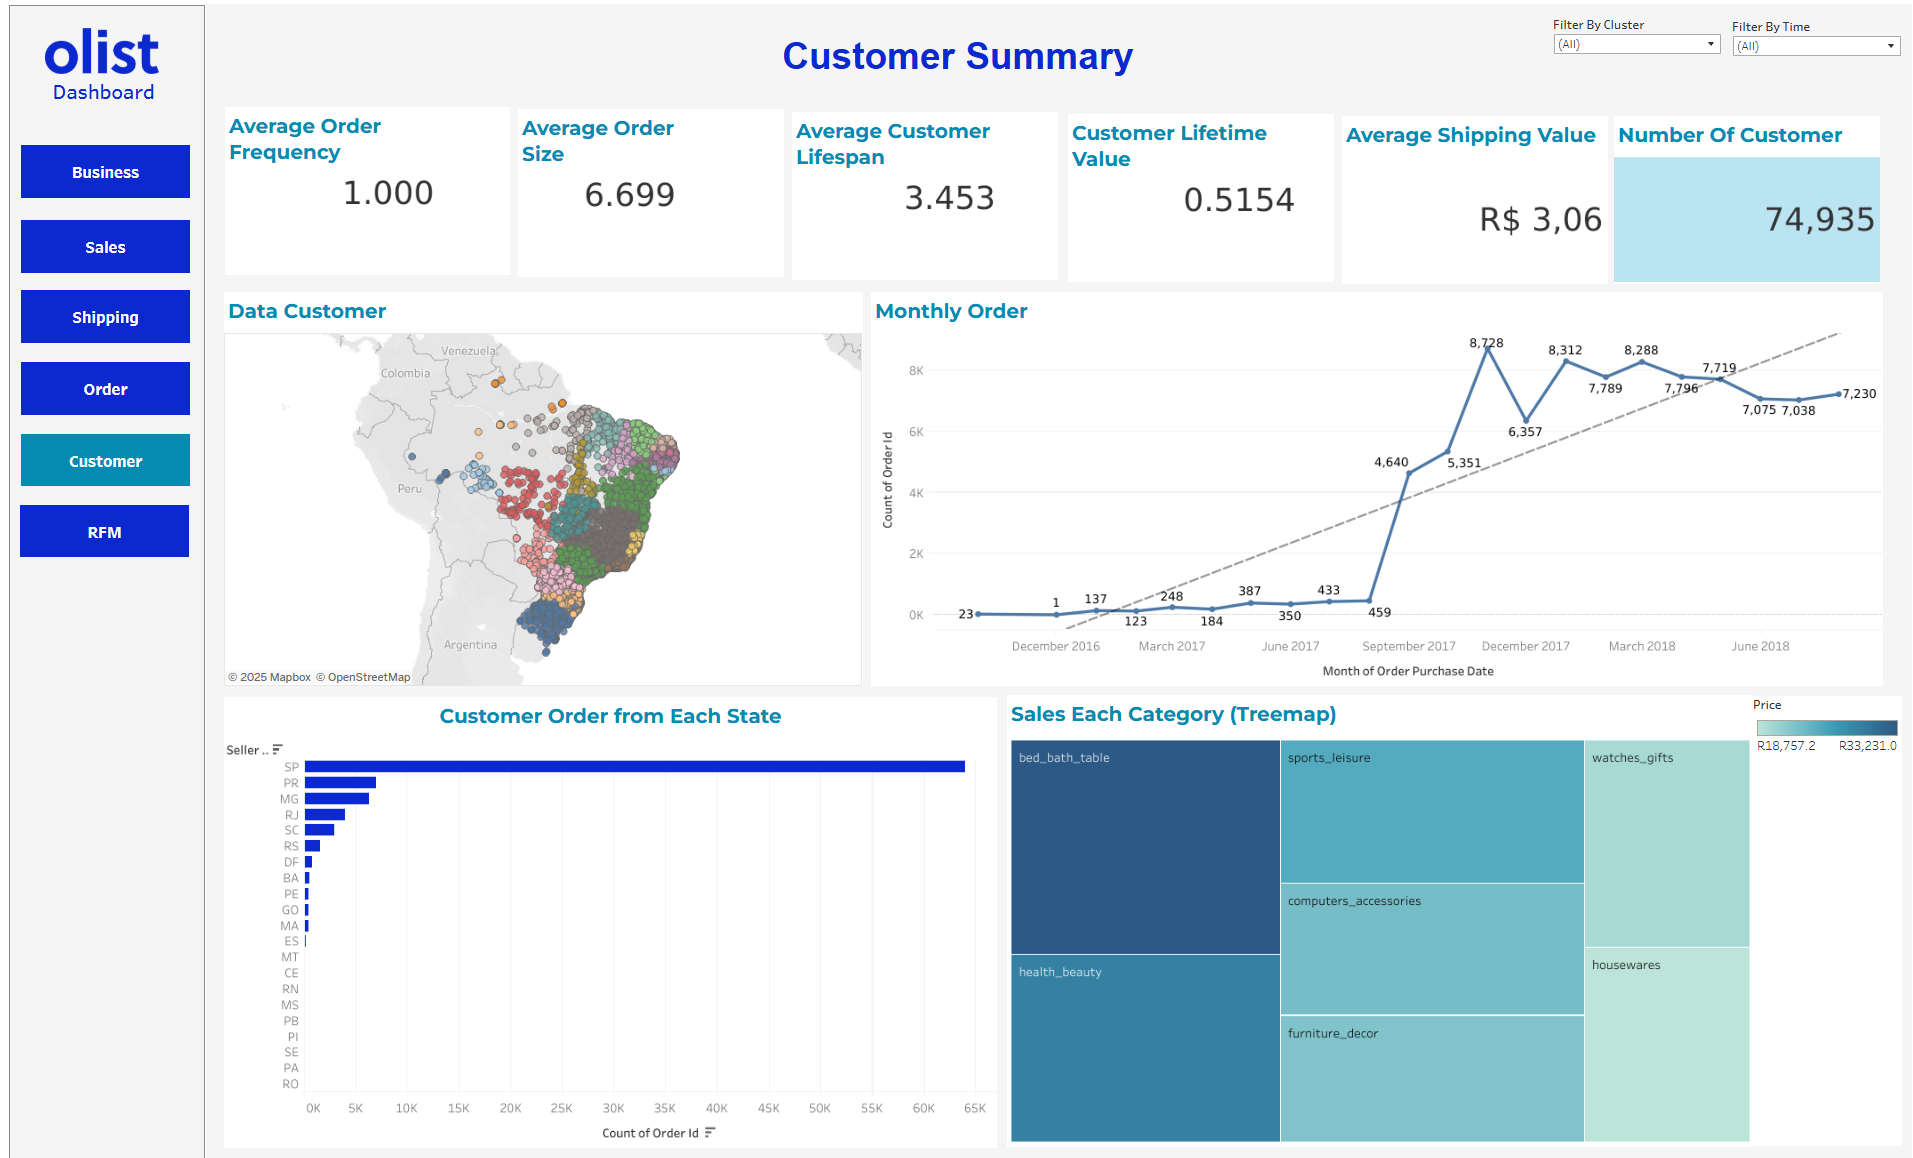 olist
Dashboard
Business
Sales
Shipping
Order
Customer
RFM
Customer Summary
Filter By Cluster
(All)
Filter By Time
(All)
Average Order
Frequency
1.000
Average Order
Size
6.699
Average Customer
Lifespan
3.453
Customer Lifetime
Value
0.5154
Average Shipping Value
R$ 3,06
Number Of Customer
74,935
Data Customer
Venezuela
Colombia
Peru
Argentina
© 2025 Mapbox © OpenStreetMap
Monthly Order
Count of Order Id
8K
6K
4K
2K
0K
23
1
137
123
248
184
387
350
433
459
4,640
5,351
8,728
6,357
8,312
7,789
8,288
7,796
7,719
7,075
7,038
7,230
December 2016
March 2017
June 2017
September 2017
December 2017
March 2018
June 2018
Month of Order Purchase Date
Customer Order from Each State
Seller ..
SP
PR
MG
RJ
SC
RS
DF
BA
PE
GO
MA
ES
MT
CE
RN
MS
PB
PI
SE
PA
RO
0K 5K 10K 15K 20K 25K 30K 35K 40K 45K 50K 55K 60K 65K
Count of Order Id
Sales Each Category (Treemap)
bed_bath_table
health_beauty
sports_leisure
computers_accessories
furniture_decor
watches_gifts
housewares
Price
R18,757.2 R33,231.0